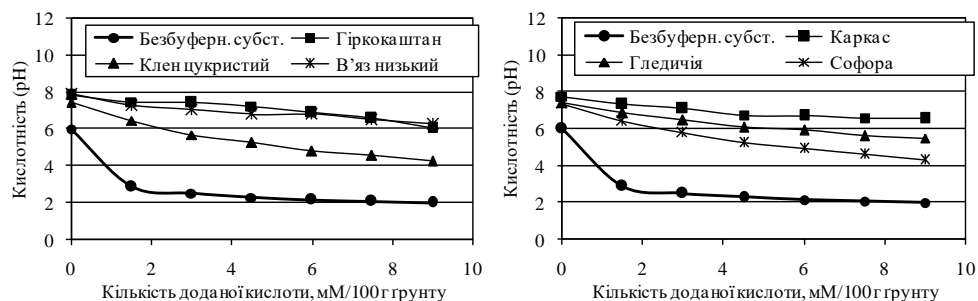 12
10
8
6
4
2
0
Кислотність (pH)
Безбуферн. субст.
Гіркокаштан
Клен цукристий
В'яз низький
0 2 4 6 8 10
Кількість доданої кислоти, мМ/100 г ґрунту
12
10
8
6
4
2
0
Кислотність (pH)
Безбуферн. субст.
Каркас
Гледичія
Софора
0 2 4 6 8 10
Кількість доданої кислоти, мМ/100 г ґрунту